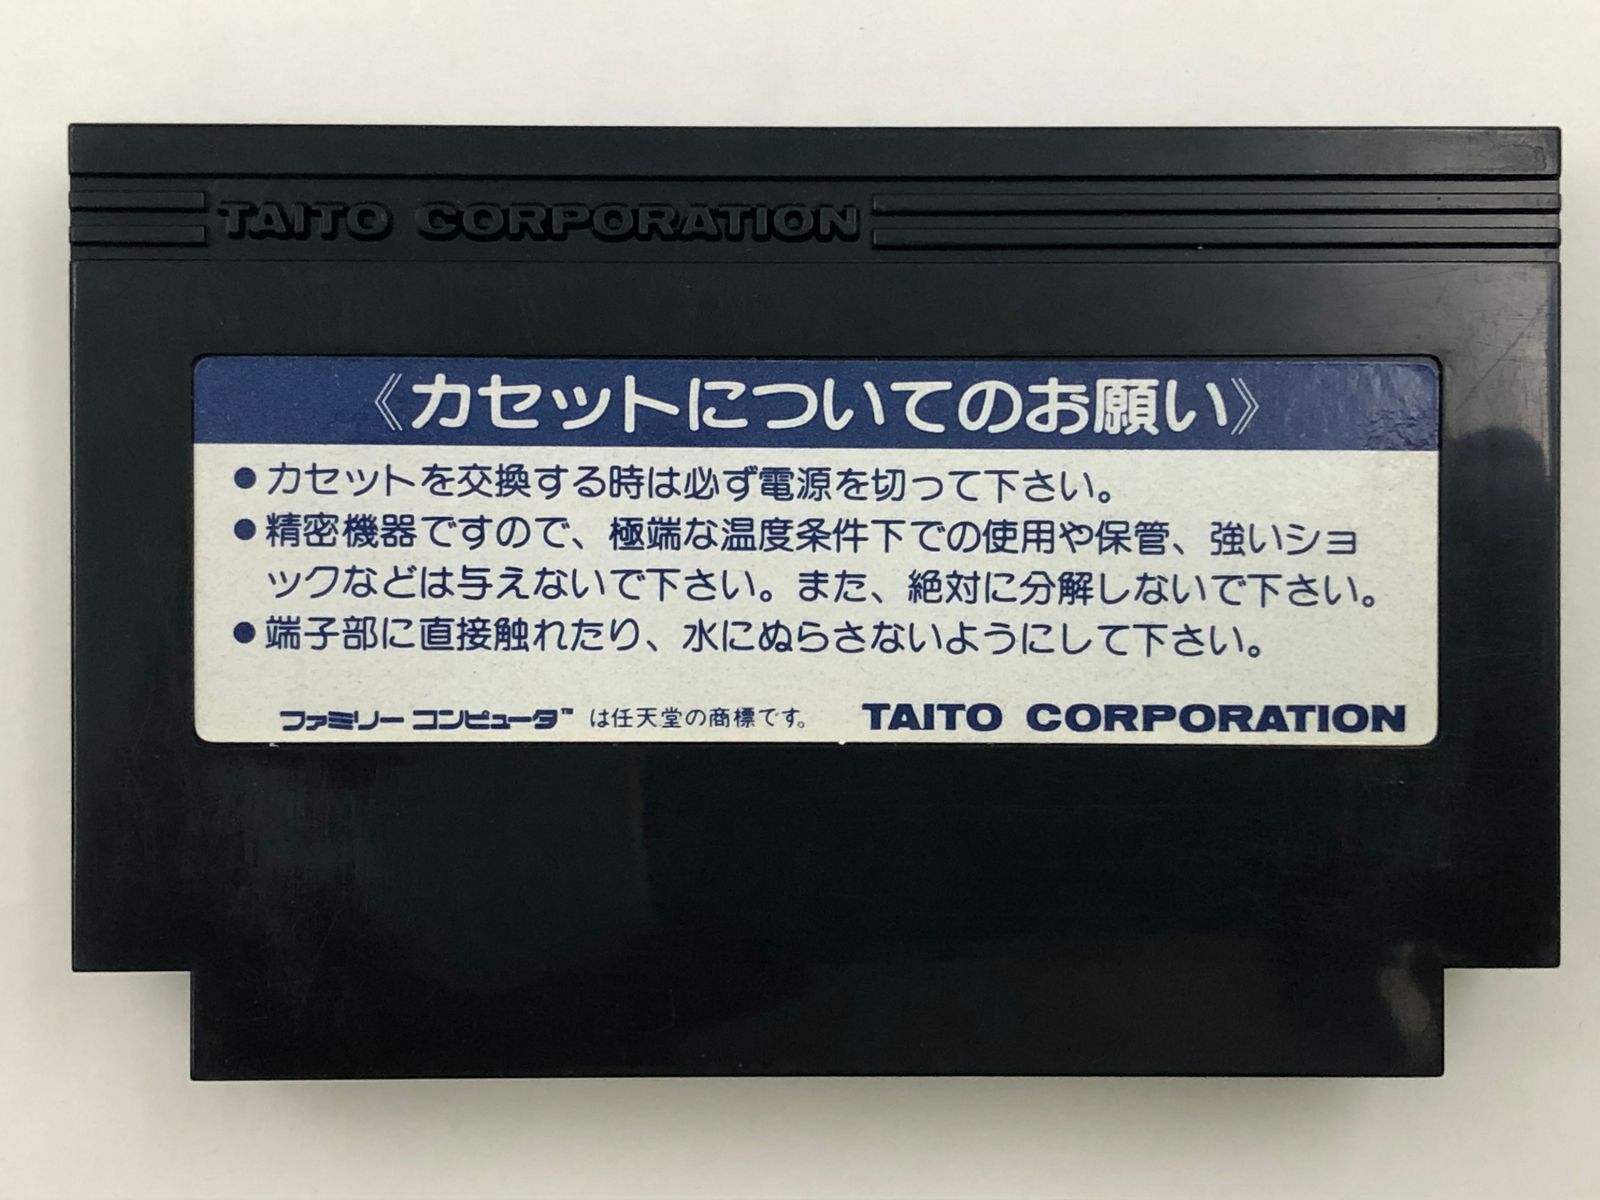 TAITO CORPORATION
《カセットについてのお願い》
●カセットを交換する時は必ず電源を切って下さい。
●精密機器ですので、極端な温度条件下での使用や保管、強いショ
ックなどは与えないで下さい。また、絶対に分解しないで下さい。
●端子部に直接触れたり、水にぬらさないようにして下さい。
ファミリーコンピュータ™ は任天堂の商標です。 TAITO CORPORATION